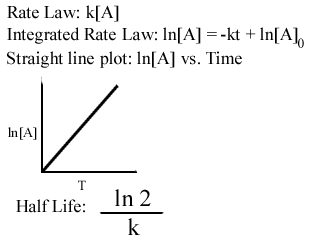 Rate Law: k[A]
Integrated Rate Law: ln[A] = -kt + ln[A]₀
Straight line plot: ln[A] vs. Time
ln[A]
T
Half Life: ln 2
k